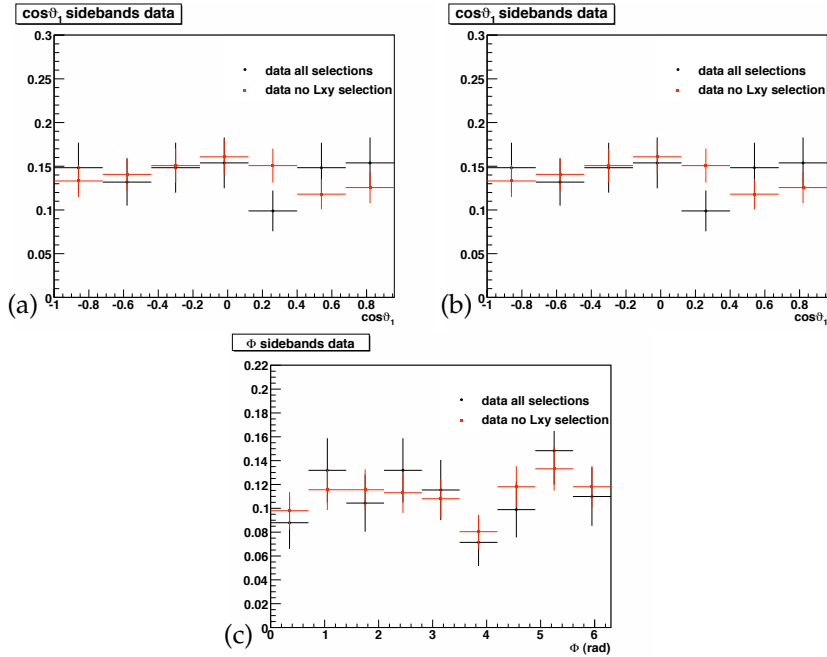 cosϑ₁ sidebands data
0.3
0.25
0.2
0.15
0.1
0.05
0
data all selections
data no Lxy selection
-1 -0.8 -0.6 -0.4 -0.2 0 0.2 0.4 0.6 0.8
cosϑ₁
(a)
cosϑ₁ sidebands data
0.3
0.25
0.2
0.15
0.1
0.05
0
data all selections
data no Lxy selection
-1 -0.8 -0.6 -0.4 -0.2 0 0.2 0.4 0.6 0.8
cosϑ₁
(b)
Φ sidebands data
0.22
0.2
0.18
0.16
0.14
0.12
0.1
0.08
0.06
0.04
0.02
0
data all selections
data no Lxy selection
0 1 2 3 4 5 6
Φ (rad)
(c)